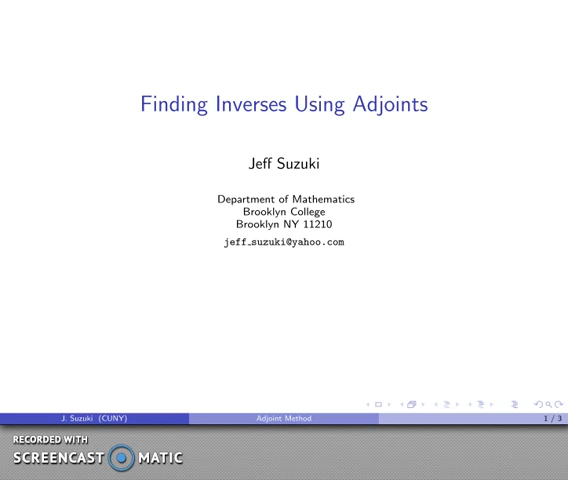 Finding Inverses Using Adjoints
Jeff Suzuki
Department of Mathematics
Brooklyn College
Brooklyn NY 11210
jeff_suzuki@yahoo.com
J. Suzuki (CUNY) Adjoint Method 1 / 3
RECORDED WITH
SCREENCAST MATIC